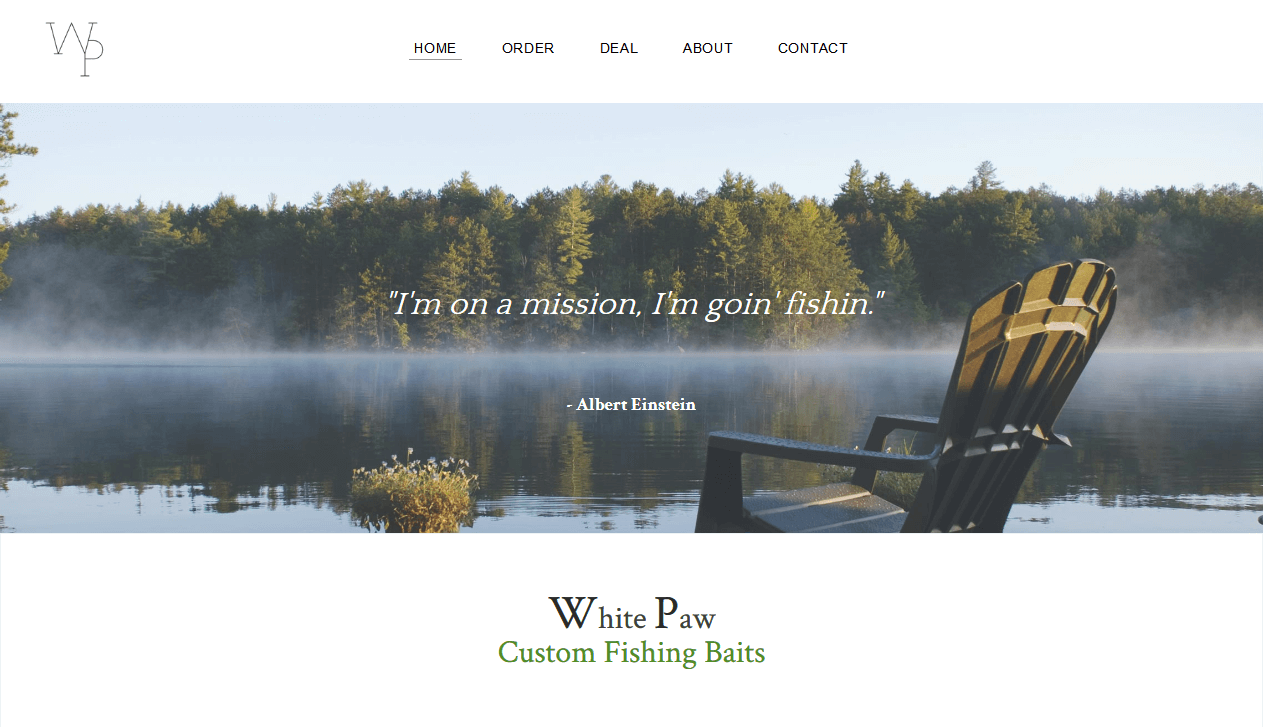 WP
HOME ORDER DEAL ABOUT CONTACT
"I'm on a mission, I'm goin' fishin."
- Albert Einstein
White Paw
Custom Fishing Baits